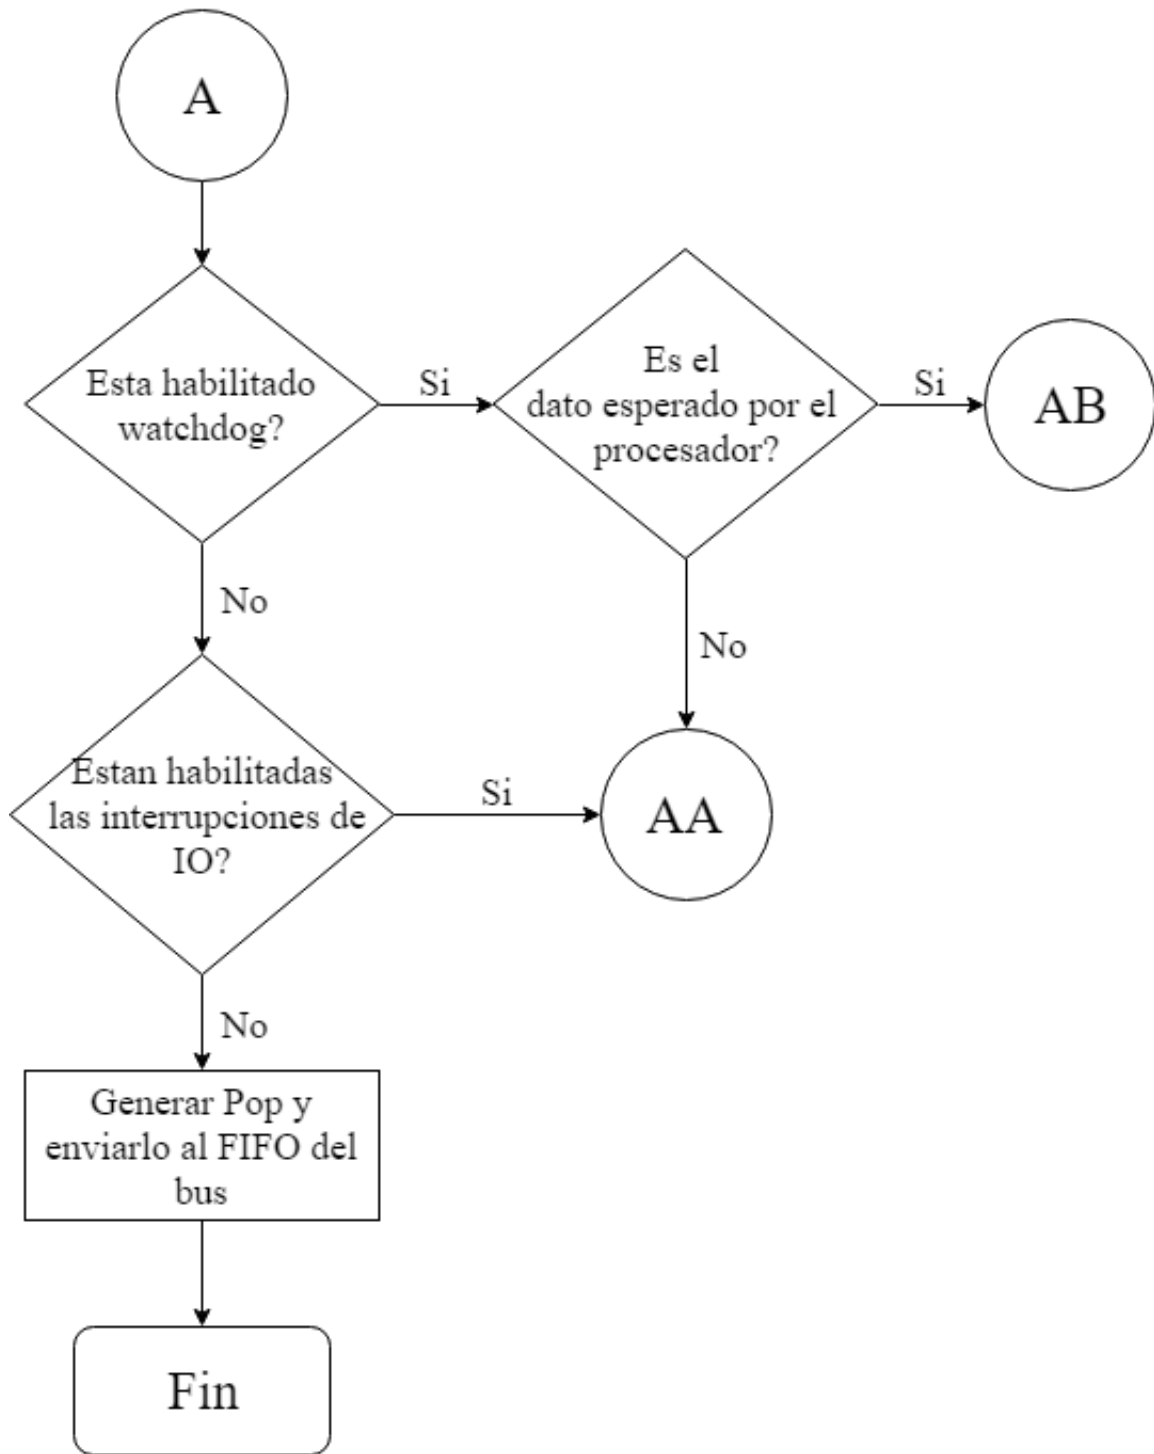 A
Esta habilitado
watchdog?
Si
Es el
dato esperado por el
procesador?
Si
AB
No
No
Estan habilitadas
las interrupciones de
IO?
Si
AA
No
Generar Pop y
enviarlo al FIFO del
bus
Fin